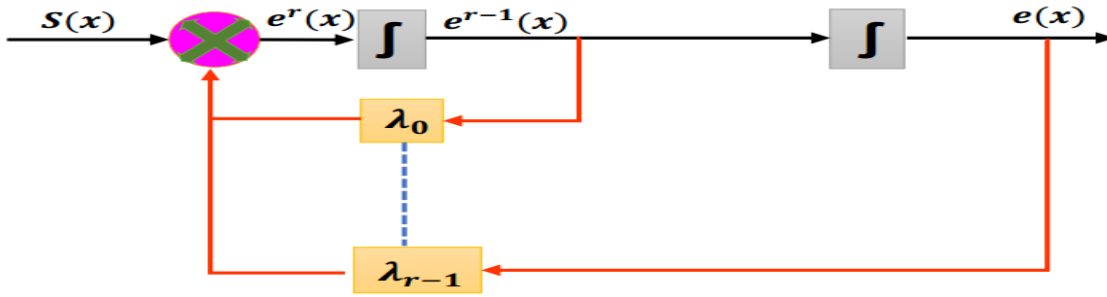 S(x) e^r(x) ∫ e^{r-1}(x) ∫ e(x)
λ_0
λ_{r-1}